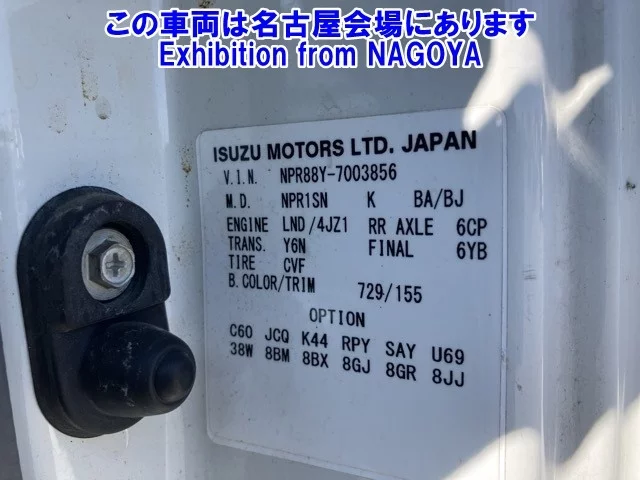 この車両は名古屋会場にあります
Exhibition from NAGOYA
ISUZU MOTORS LTD. JAPAN
V.I.N. NPR88Y-7003856
M.D. NPR1SN K BA/BJ
ENGINE LND/4JZ1 RR AXLE 6CP
TRANS. Y6N FINAL 6YB
TIRE CVF
B.COLOR/TRIM 729/155
OPTION
C60 JCQ K44 RPY SAY U69
38W 8BM 8BX 8GJ 8GR 8JJ